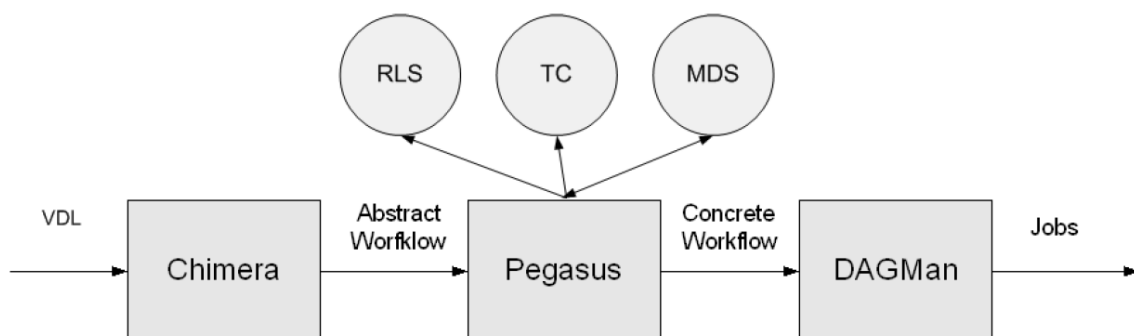 RLS
TC
MDS
VDL
Abstract
Worfklow
Concrete
Workflow
Jobs
Chimera
Pegasus
DAGMan